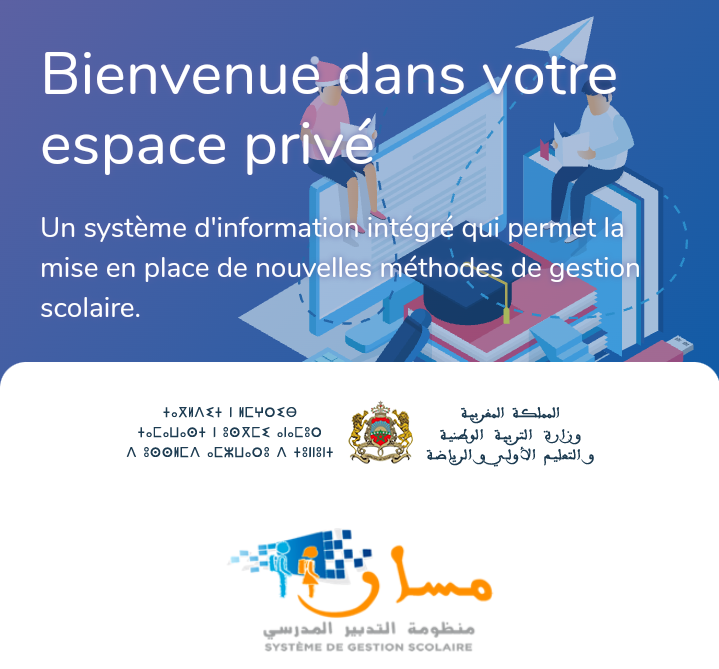 Bienvenue dans votre
espace privé
Un système d'information intégré qui permet la
mise en place de nouvelles méthodes de gestion
scolaire.
ⵜⴰⴳⵍⴷⵉⵜ ⵏ ⵍⵎⵖⵔⵉⴱ
ⵜⴰⵎⴰⵡⴰⵙⵜ ⵏ ⵓⵙⴳⵎⵉ ⴰⵏⴰⵎⵓⵔ
ⴷ ⵓⵙⵙⵍⵎⴷ ⴰⵎⵣⵡⴰⵔⵓ ⴷ ⵜⵓⵏⵏⵓⵏⵜ
المملكة المغربية
وزارة التربية الوطنية
والتعليم الأولي والرياضة
مسار
منظومة التدبير المدرسي
SYSTÈME DE GESTION SCOLAIRE